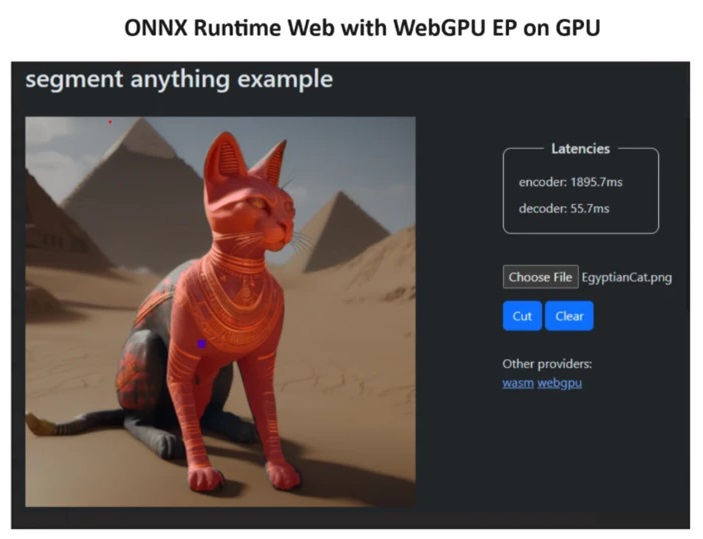 ONNX Runtime Web with WebGPU EP on GPU
segment anything example
Latencies
encoder: 1895.7ms
decoder: 55.7ms
Choose File EgyptianCat.png
Cut Clear
Other providers:
wasm webgpu